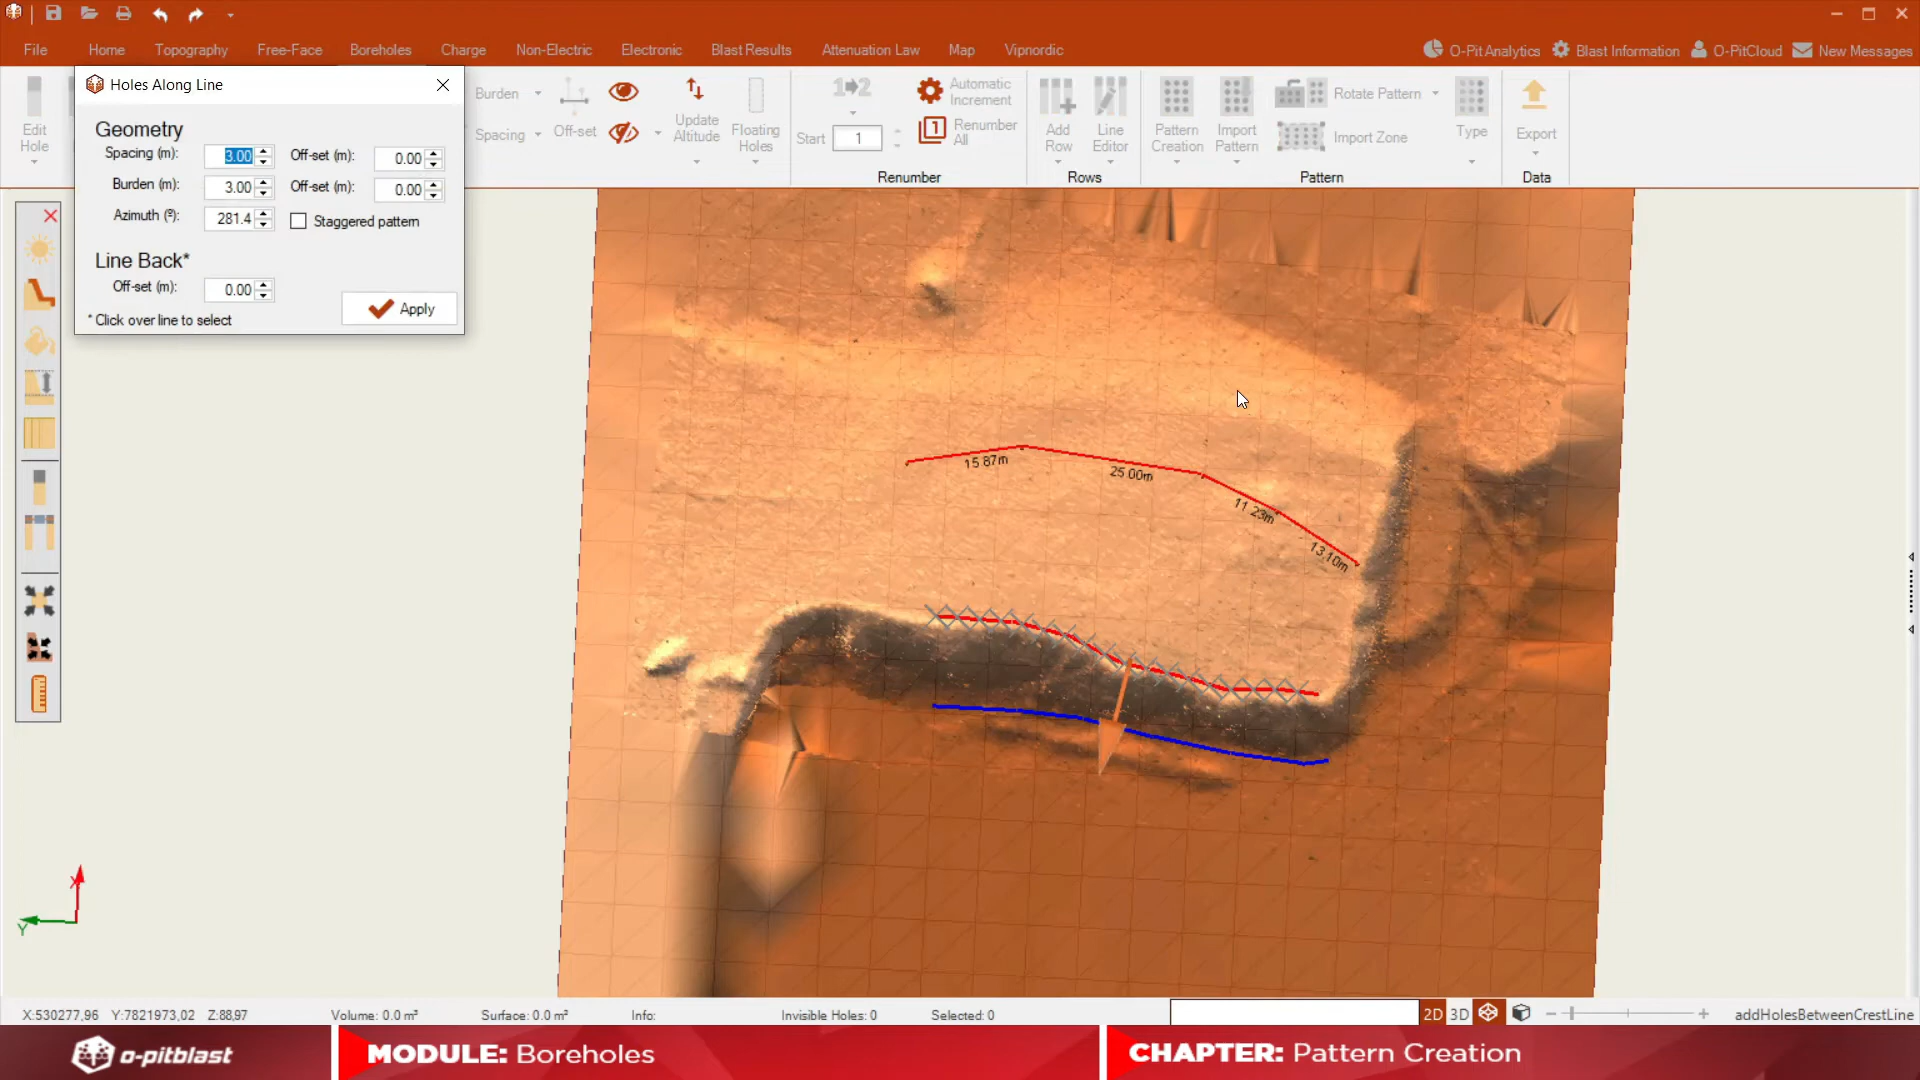 File Home Topography Free-Face Boreholes Charge Non-Electric Electronic Blast Results Attenuation Law Map Vipnordic O-Pit Analytics Blast Information O-PitCloud New Messages
Holes Along Line
Geometry
Spacing (m): 3.00 Off-set (m): 0.00
Burden (m): 3.00 Off-set (m): 0.00
Azimuth (º): 281.4 Staggered pattern
Line Back*
Off-set (m): 0.00
Apply
* Click over line to select
Edit
Hole
Burden
Spacing
Off-set
Update
Altitude
Floating
Holes
1 2
Start 1
Automatic
Increment
1 Renumber
All
Renumber
Add
Row
Line
Editor
Rows
Pattern
Creation
Import
Pattern
Rotate Pattern
Import Zone
Type
Pattern
Export
Data
15.87m
25.00m
11.23m
13.10m
X
Y
X:530277,96 Y:7821973,02 Z:88,97 Volume: 0.0 m³ Surface: 0.0 m² Info: Invisible Holes: 0 Selected: 0 2D 3D addHolesBetweenCrestLine
o-pitblast MODULE: Boreholes CHAPTER: Pattern Creation